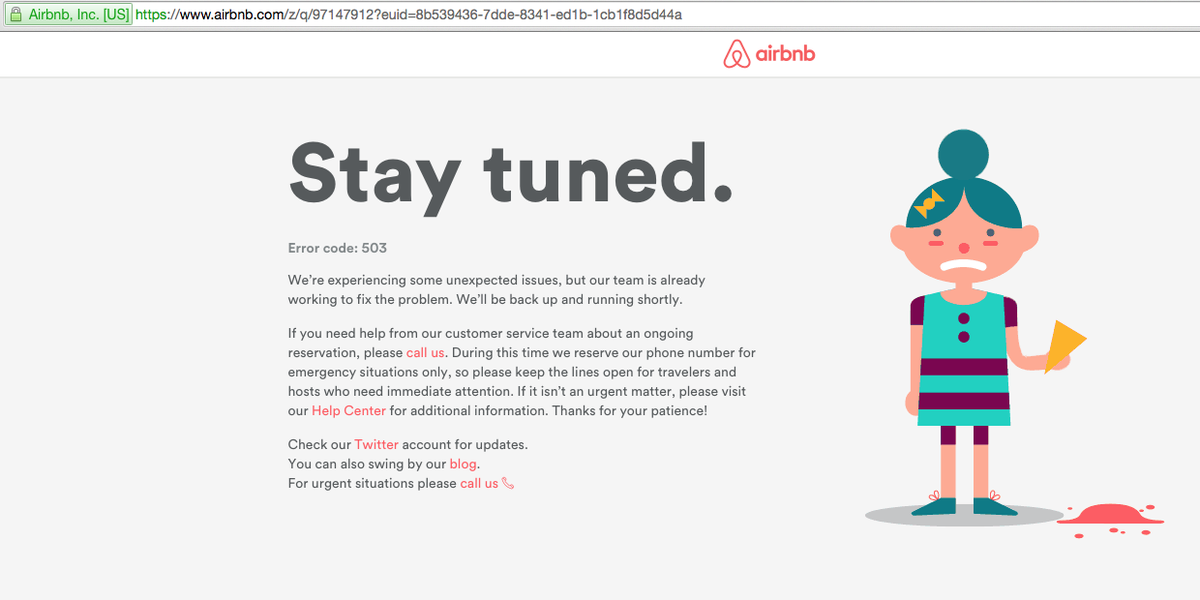 Airbnb, Inc. [US] https://www.airbnb.com/z/q/97147912?euid=8b539436-7dde-8341-ed1b-1cb1f8d5d44a
airbnb
Stay tuned.
Error code: 503
We’re experiencing some unexpected issues, but our team is already
working to fix the problem. We’ll be back up and running shortly.
If you need help from our customer service team about an ongoing
reservation, please call us. During this time we reserve our phone number for
emergency situations only, so please keep the lines open for travelers and
hosts who need immediate attention. If it isn’t an urgent matter, please visit
our Help Center for additional information. Thanks for your patience!
Check our Twitter account for updates.
You can also swing by our blog.
For urgent situations please call us